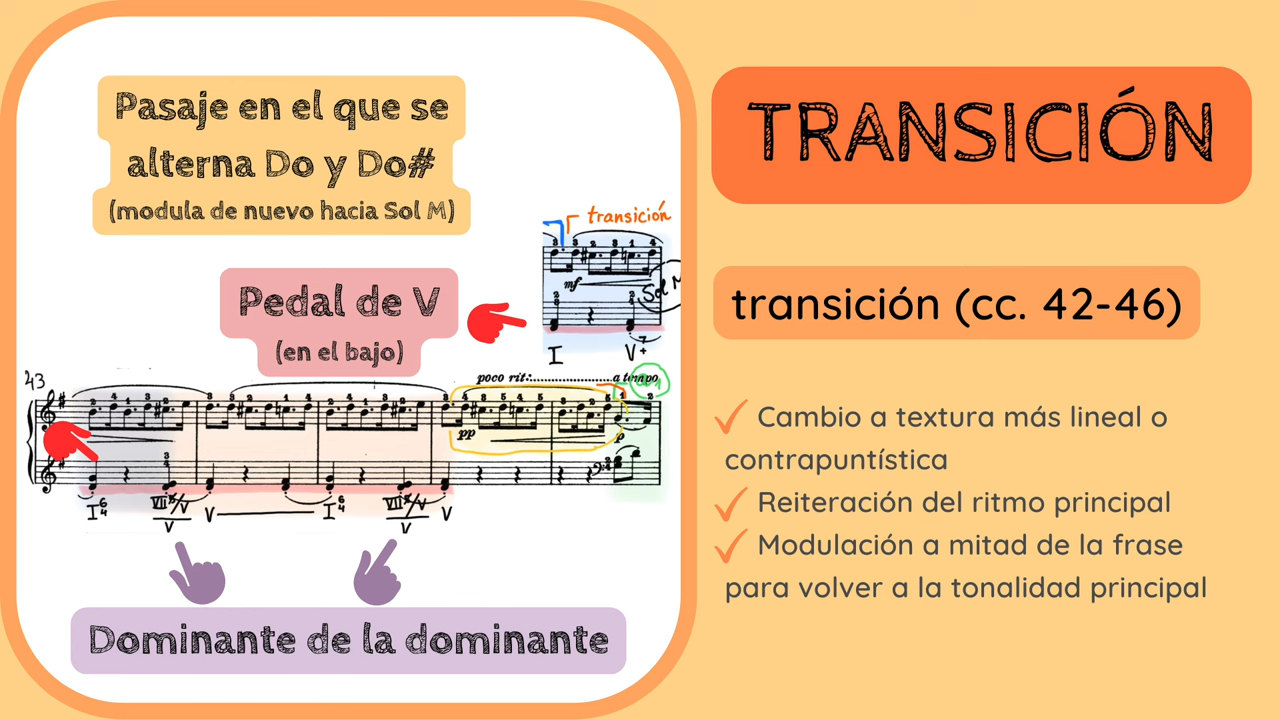 Pasaje en el que se
alterna Do y Do#
(modula de nuevo hacia Sol M)
transición
mf
Sol M
I V+7
Pedal de V
(en el bajo)
43
poco rit:
a tempo
pp
p
I6/4 VII/V V V I6/4 VII/V V V
Dominante de la dominante
TRANSICIÓN
transición (cc. 42-46)
Cambio a textura más lineal o
contrapuntística
Reiteración del ritmo principal
Modulación a mitad de la frase
para volver a la tonalidad principal